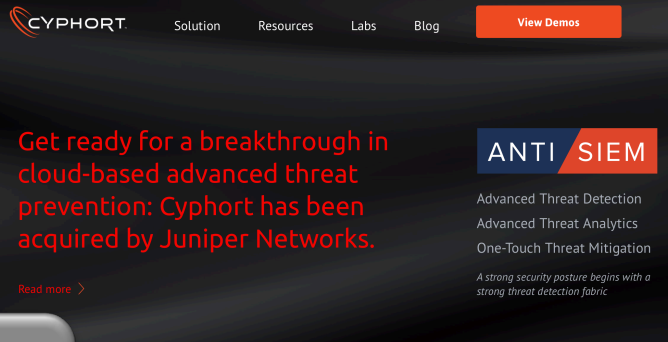 CYPHORT
Solution
Resources
Labs
Blog
View Demos
Get ready for a breakthrough in
cloud-based advanced threat
prevention: Cyphort has been
acquired by Juniper Networks.
Read more
ANTI SIEM
Advanced Threat Detection
Advanced Threat Analytics
One-Touch Threat Mitigation
A strong security posture begins with a
strong threat detection fabric